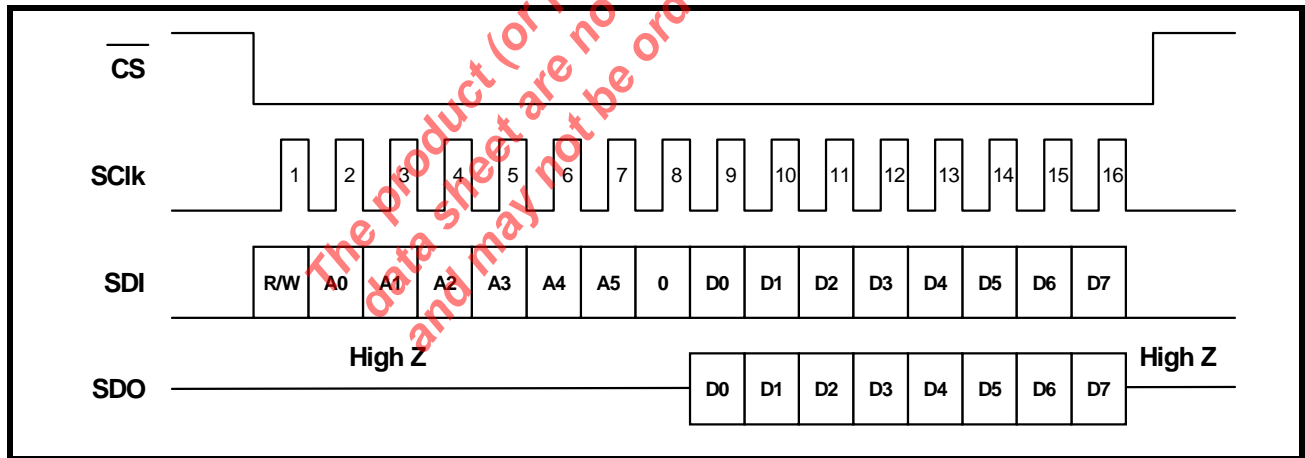 The product (or
data sheet are no
and may not be ord
CS
SClk
1 2 3 4 5 6 7 8 9 10 11 12 13 14 15 16
SDI
R/W A0 A1 A2 A3 A4 A5 0 D0 D1 D2 D3 D4 D5 D6 D7
High Z
High Z
SDO
D0 D1 D2 D3 D4 D5 D6 D7